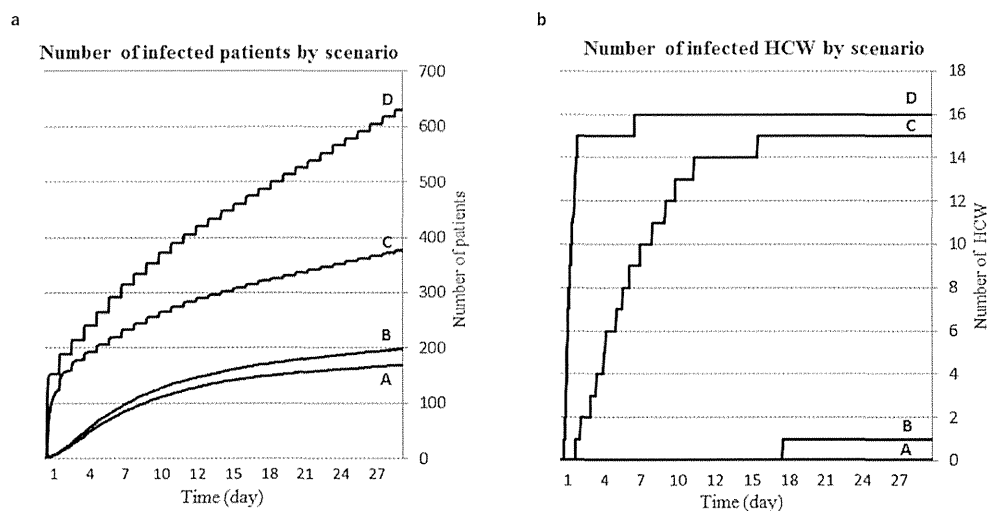 a
Number of infected patients by scenario
700
600
500
400
300
200
100
0
D
C
B
A
Number of patients
1 4 7 10 12 15 18 21 24 27
Time (day)
b
Number of infected HCW by scenario
18
16
14
12
10
8
6
4
2
0
D
C
B
A
Number of HCW
1 4 7 10 12 15 18 21 24 27
Time (day)